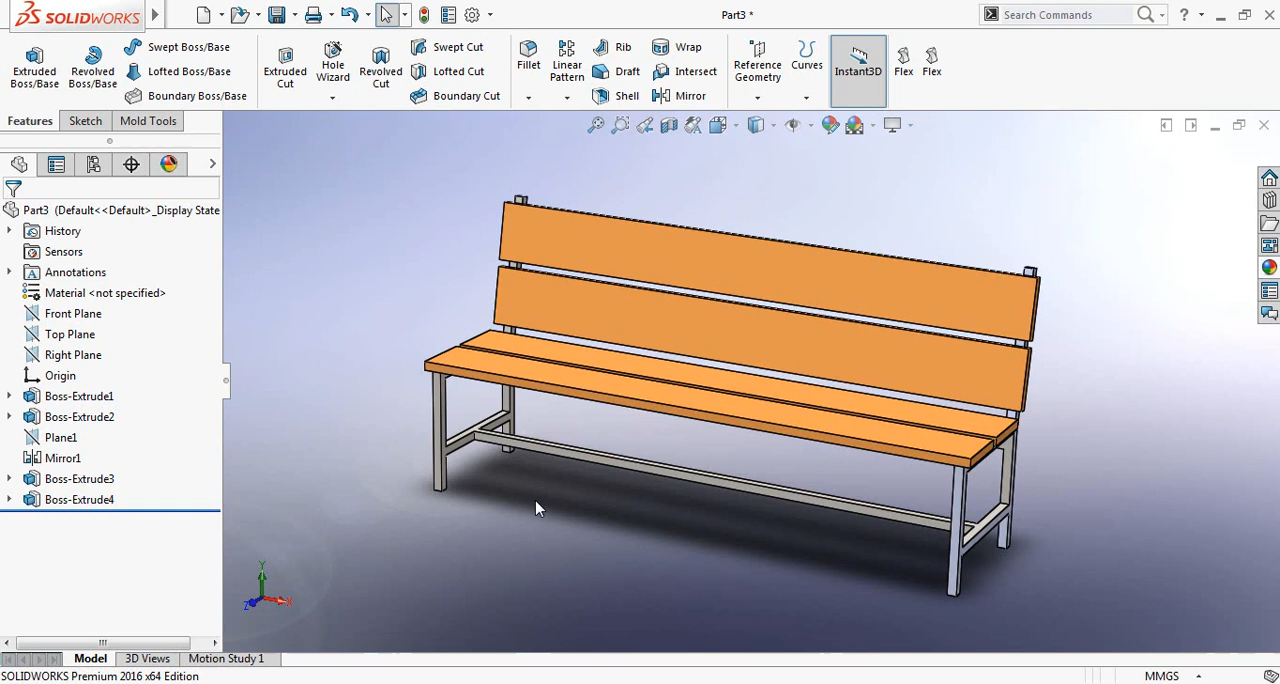 SOLIDWORKS
Part3 *
Search Commands
?
Extruded Boss/Base
Revolved Boss/Base
Swept Boss/Base
Lofted Boss/Base
Boundary Boss/Base
Extruded Cut
Hole Wizard
Revolved Cut
Swept Cut
Lofted Cut
Boundary Cut
Fillet
Linear Pattern
Rib
Draft
Shell
Wrap
Intersect
Mirror
Reference Geometry
Curves
Instant3D
Flex
Flex
Features
Sketch
Mold Tools
Part3 (Default<<Default>_Display State
History
Sensors
Annotations
Material <not specified>
Front Plane
Top Plane
Right Plane
Origin
Boss-Extrude1
Boss-Extrude2
Plane1
Mirror1
Boss-Extrude3
Boss-Extrude4
Y
Z
X
Model
3D Views
Motion Study 1
SOLIDWORKS Premium 2016 x64 Edition
MMGS